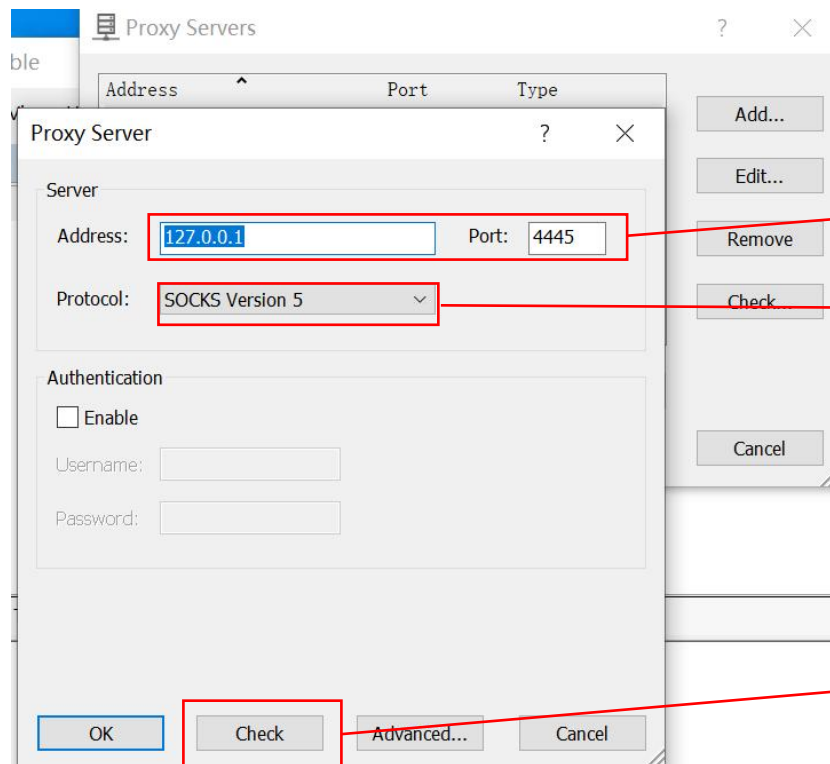 Proxy Servers
ble
Address Port Type
Add...
Proxy Server
Edit...
Server
Address: 127.0.0.1 Port: 4445
Remove
Protocol: SOCKS Version 5
Check...
Authentication
Enable
Username:
Cancel
Password:
OK Check Advanced... Cancel